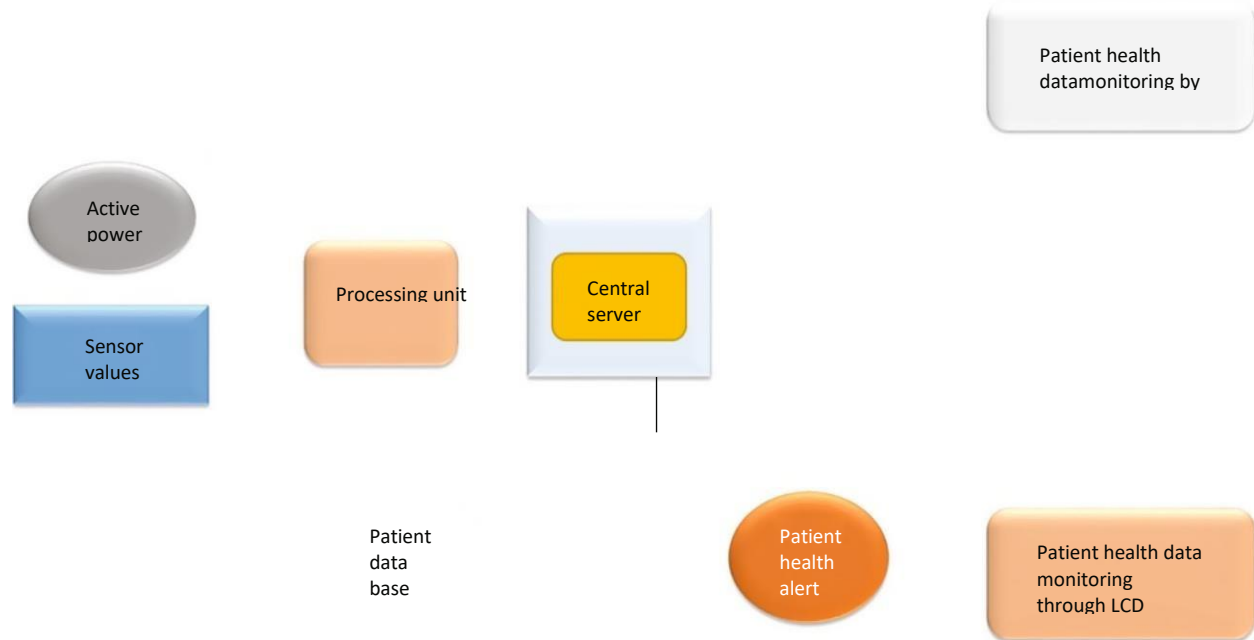 Patient health
datamonitoring by
Active
power
Processing unit
Central
server
Sensor
values
Patient
data
base
Patient
health
alert
Patient health data
monitoring
through LCD